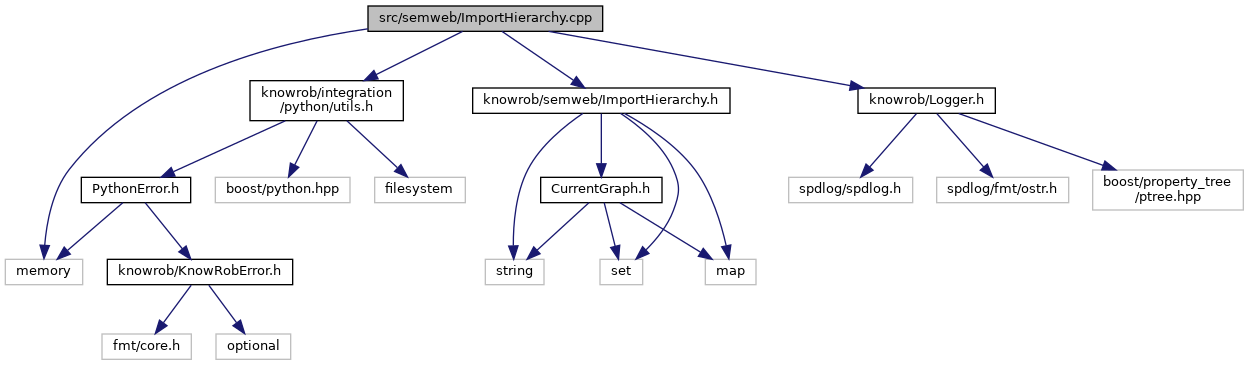 src/semweb/ImportHierarchy.cpp
knowrob/integration
/python/utils.h
knowrob/semweb/ImportHierarchy.h
knowrob/Logger.h
PythonError.h
boost/python.hpp
filesystem
CurrentGraph.h
spdlog/spdlog.h
spdlog/fmt/ostr.h
boost/property_tree
/ptree.hpp
memory
knowrob/KnowRobError.h
string
set
map
fmt/core.h
optional